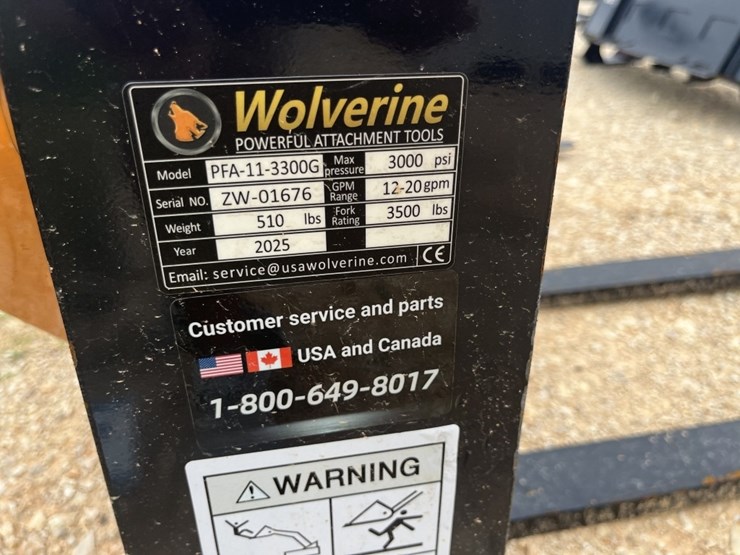 Wolverine
POWERFUL ATTACHMENT TOOLS
Model PFA-11-3300G Max pressure 3000 psi
Serial NO. ZW-01676 GPM Range 12-20 gpm
Weight 510 lbs Fork Rating 3500 lbs
Year 2025
Email: service@usawolverine.com CE
Customer service and parts
USA and Canada
1-800-649-8017
WARNING